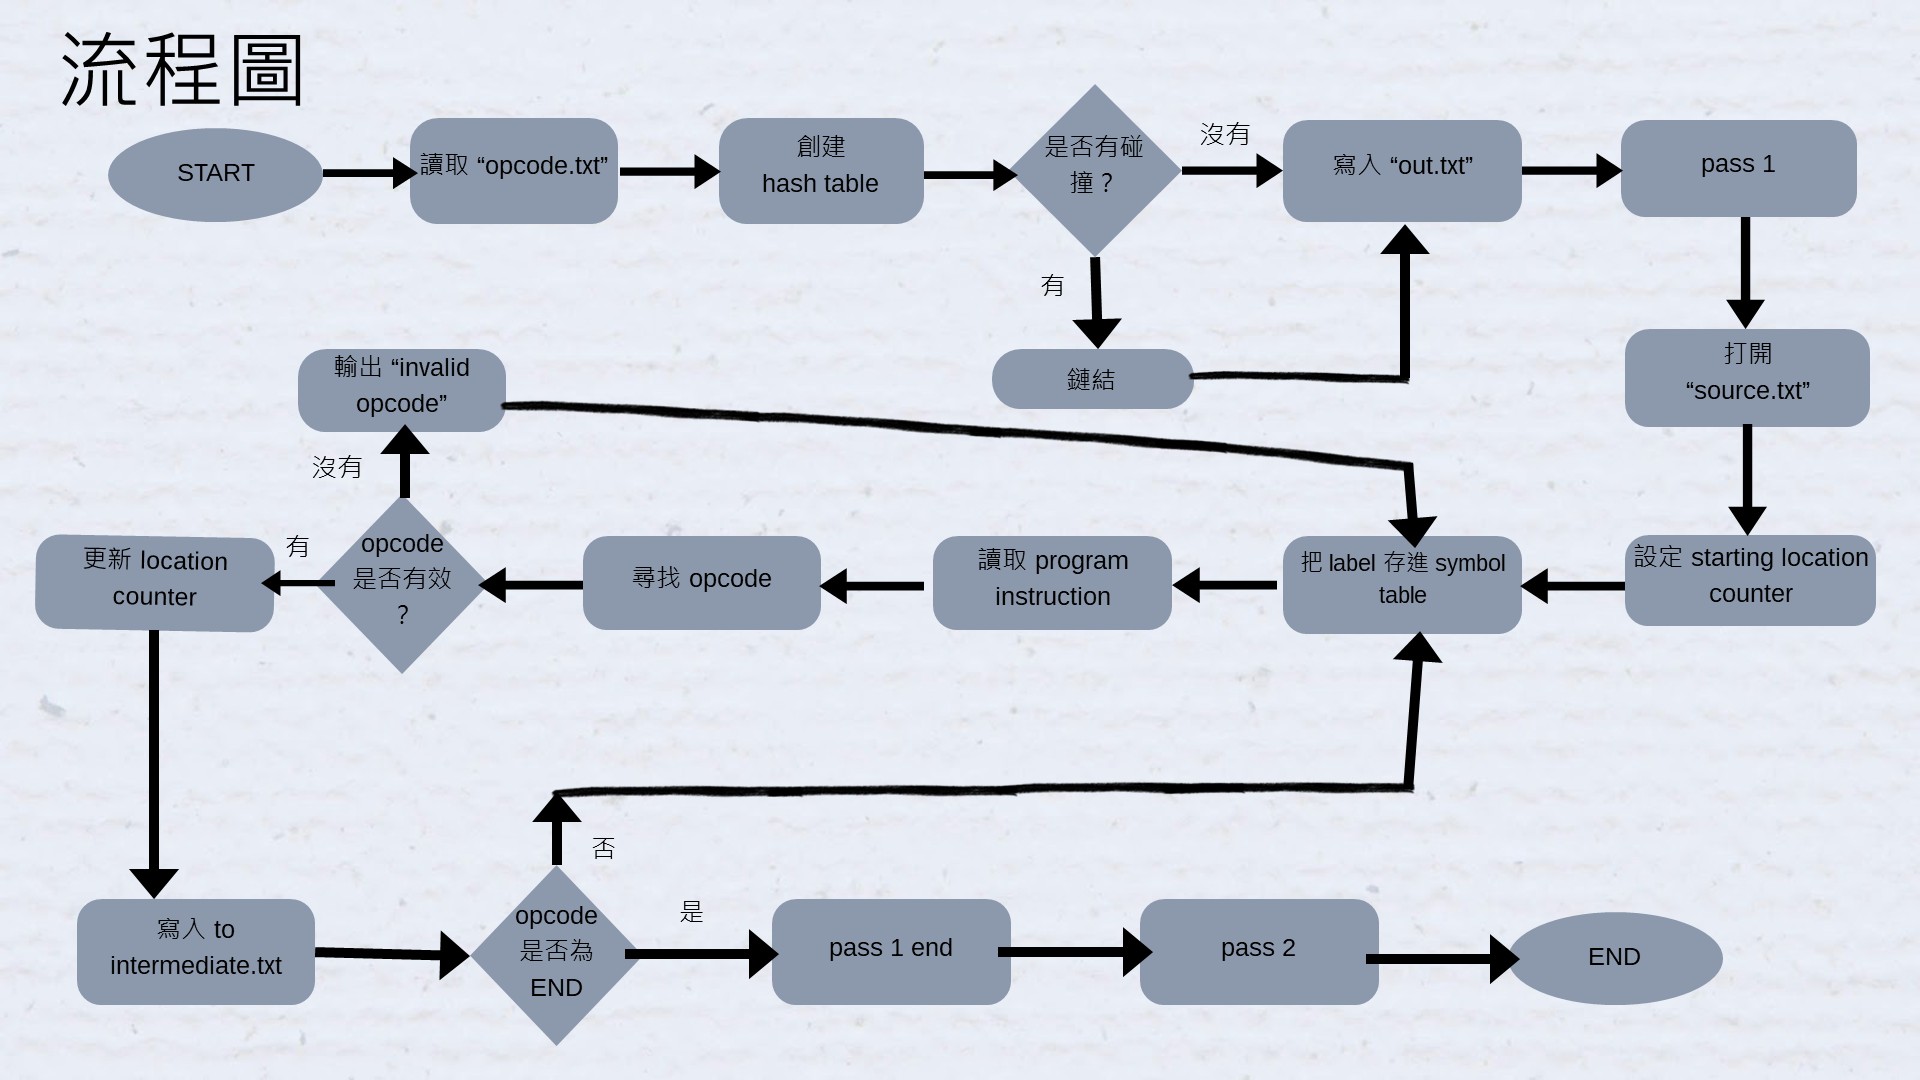 流程圖
START
讀取 “opcode.txt”
創建
hash table
是否有碰
撞？
沒有
寫入 “out.txt”
pass 1
有
鏈結
打開
“source.txt”
輸出 “invalid
opcode”
沒有
更新 location
counter
有
opcode
是否有效
？
尋找 opcode
讀取 program
instruction
把 label 存進 symbol
table
設定 starting location
counter
否
寫入 to
intermediate.txt
opcode
是否為
END
是
pass 1 end
pass 2
END